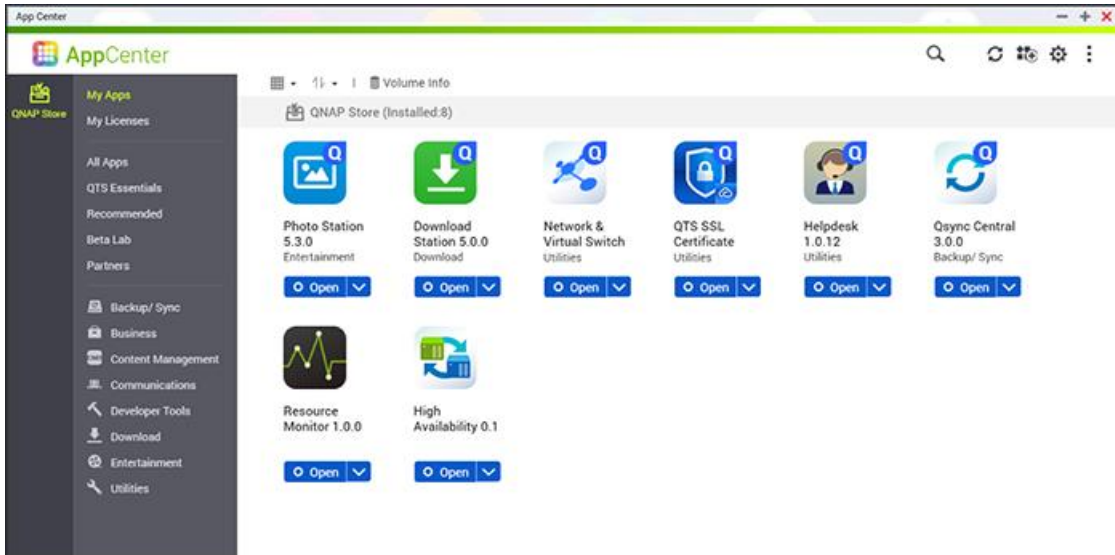 App Center
AppCenter
QNAP Store
My Apps
My Licenses
All Apps
QTS Essentials
Recommended
Beta Lab
Partners
Backup/ Sync
Business
Content Management
Communications
Developer Tools
Download
Entertainment
Utilities
Volume Info
QNAP Store (Installed:8)
Photo Station
5.3.0
Entertainment
Open
Download
Station 5.0.0
Download
Open
Network &
Virtual Switch
Utilities
Open
QTS SSL
Certificate
Utilities
Open
Helpdesk
1.0.12
Utilities
Open
Qsync Central
3.0.0
Backup/ Sync
Open
Resource
Monitor 1.0.0
Open
High
Availability 0.1
Open